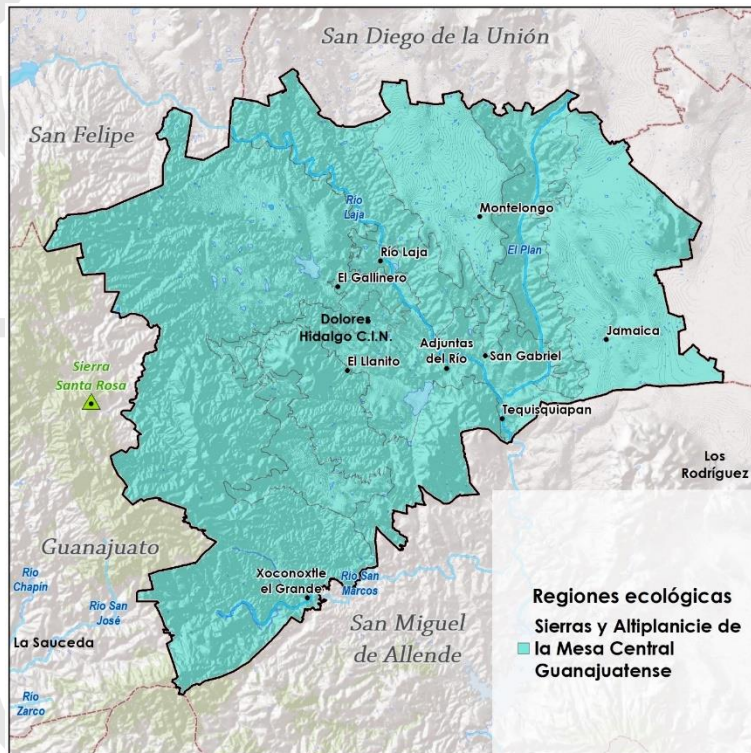 San Diego de la Unión
San Felipe
Río
Laja
Montelongo
Río Laja
El Plan
El Gallinero
Dolores
Hidalgo C.I.N.
Jamaica
Adjuntas
del Río
San Gabriel
El Llanito
Sierra
Santa Rosa
Tequisquiapan
Los
Rodríguez
Guanajuato
Río
Chapín
Río San
José
Xoconoxtle
el Grande
Río San
Marcos
La Sauceda
San Miguel
de Allende
Río
Zarco
Regiones ecológicas
Sierras y Altiplanicie de
la Mesa Central
Guanajuatense